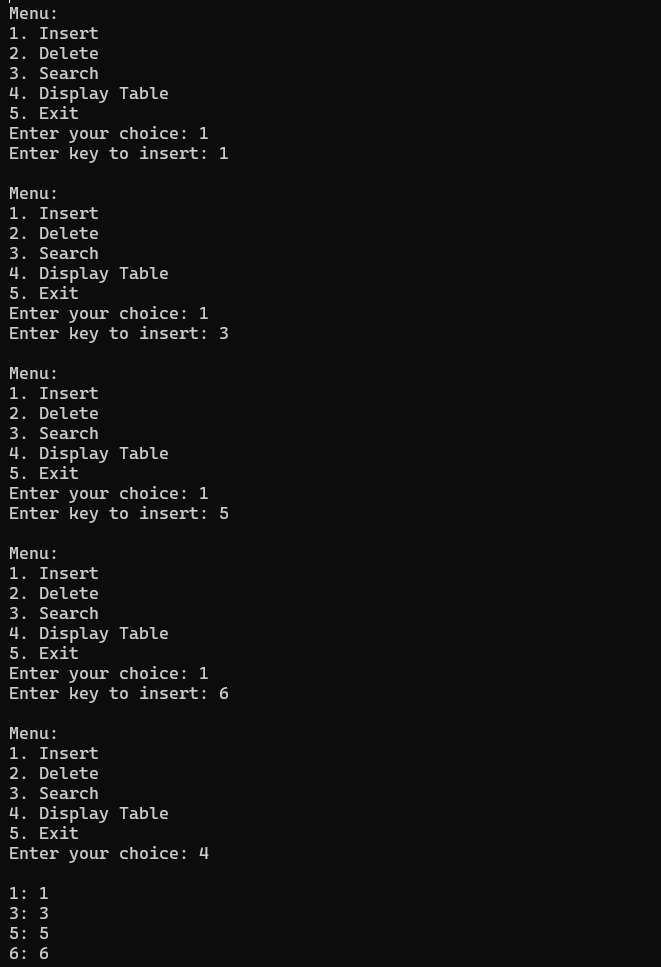 Menu:
1. Insert
2. Delete
3. Search
4. Display Table
5. Exit
Enter your choice: 1
Enter key to insert: 1

Menu:
1. Insert
2. Delete
3. Search
4. Display Table
5. Exit
Enter your choice: 1
Enter key to insert: 3

Menu:
1. Insert
2. Delete
3. Search
4. Display Table
5. Exit
Enter your choice: 1
Enter key to insert: 5

Menu:
1. Insert
2. Delete
3. Search
4. Display Table
5. Exit
Enter your choice: 1
Enter key to insert: 6

Menu:
1. Insert
2. Delete
3. Search
4. Display Table
5. Exit
Enter your choice: 4

1: 1
3: 3
5: 5
6: 6